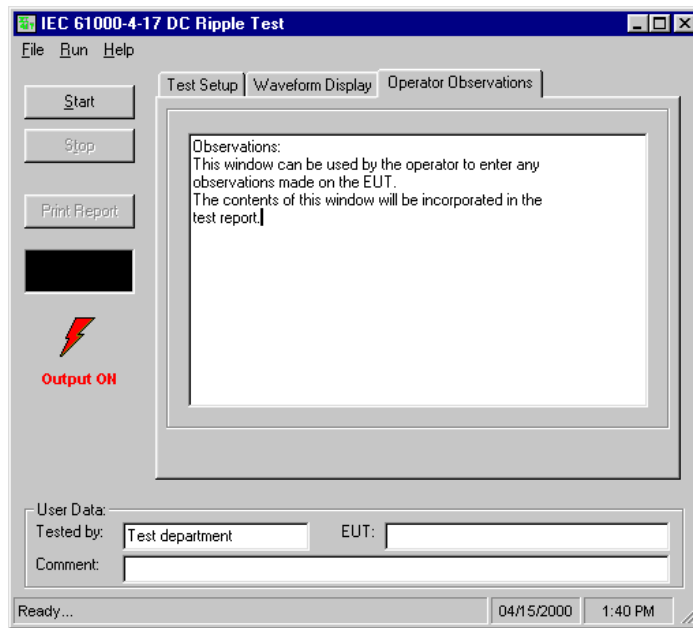 IEC 61000-4-17 DC Ripple Test
File Run Help
Test Setup Waveform Display Operator Observations
Start
Stop
Print Report
Output ON
Observations:
This window can be used by the operator to enter any
observations made on the EUT.
The contents of this window will be incorporated in the
test report.
User Data:
Tested by: Test department EUT:
Comment:
Ready... 04/15/2000 1:40 PM